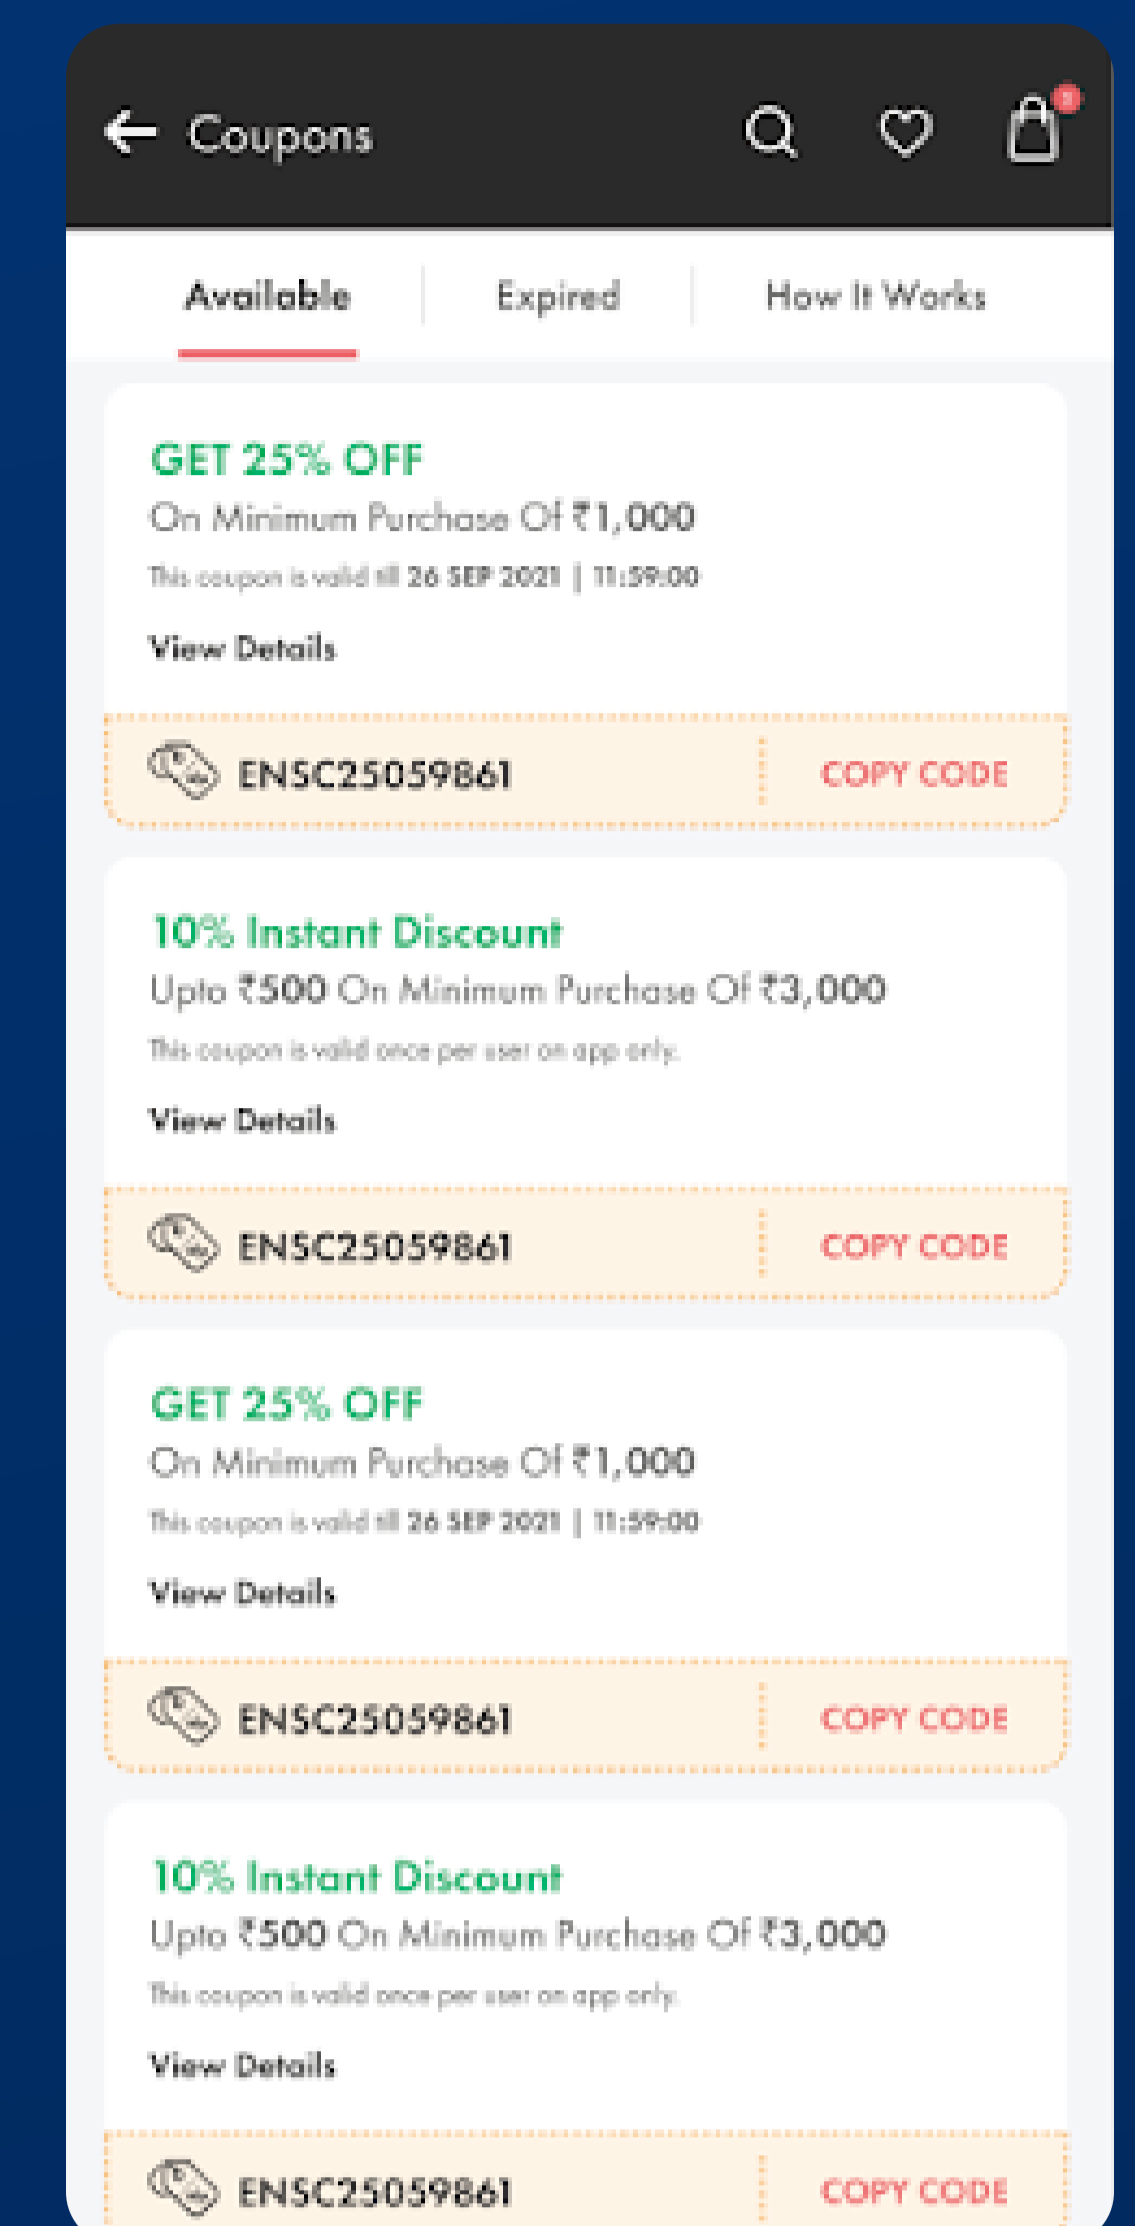 Coupons
Available
Expired
How It Works
GET 25% OFF
On Minimum Purchase Of ₹1,000
This coupon is valid till 26 SEP 2021 | 11:59:00
View Details
ENSC25059861
COPY CODE
10% Instant Discount
Upto ₹500 On Minimum Purchase Of ₹3,000
This coupon is valid once per user on app only.
View Details
ENSC25059861
COPY CODE
GET 25% OFF
On Minimum Purchase Of ₹1,000
This coupon is valid till 26 SEP 2021 | 11:59:00
View Details
ENSC25059861
COPY CODE
10% Instant Discount
Upto ₹500 On Minimum Purchase Of ₹3,000
This coupon is valid once per user on app only.
View Details
ENSC25059861
COPY CODE